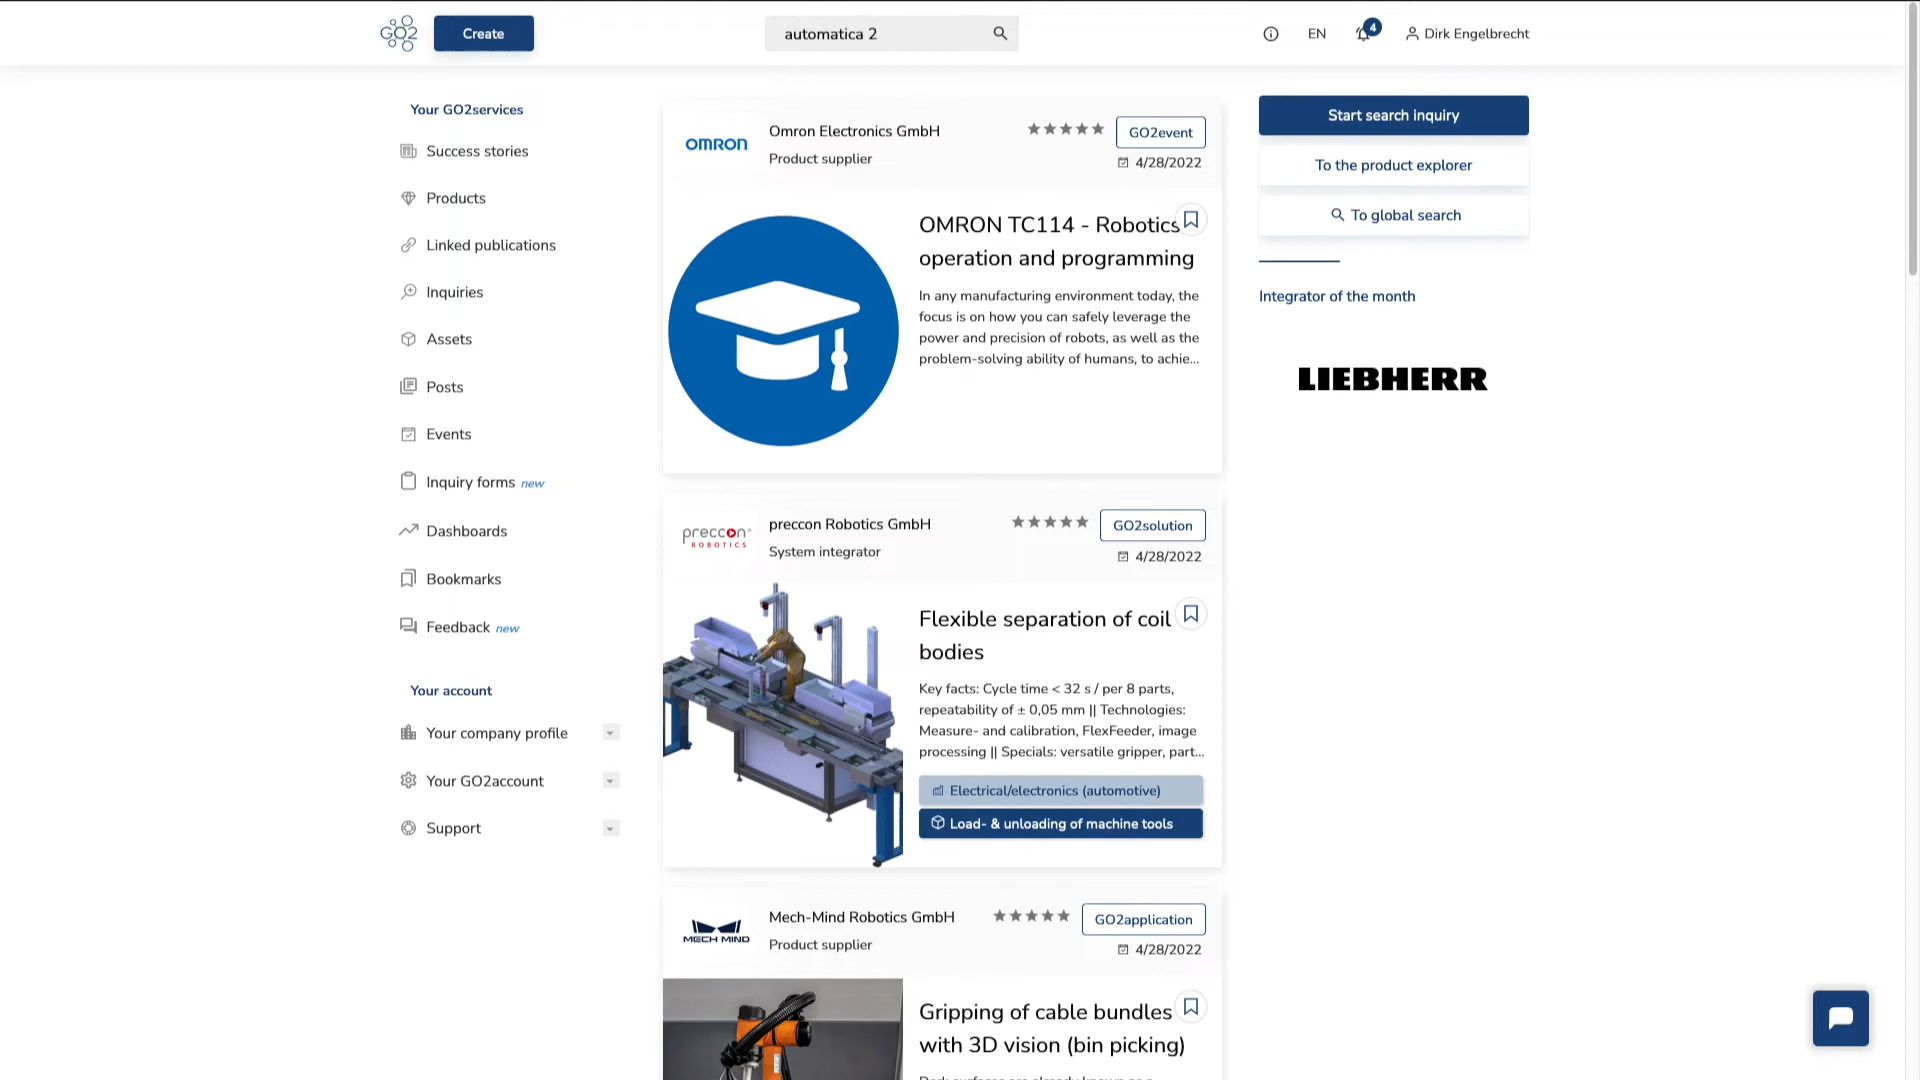 GO2
Create
automatica 2
EN
4
Dirk Engelbrecht
Your GO2services
Success stories
Products
Linked publications
Inquiries
Assets
Posts
Events
Inquiry forms new
Dashboards
Bookmarks
Feedback new
Your account
Your company profile
Your GO2account
Support
OMRON
Omron Electronics GmbH
Product supplier
GO2event
4/28/2022
OMRON TC114 - Robotics
operation and programming
In any manufacturing environment today, the
focus is on how you can safely leverage the
power and precision of robots, as well as the
problem-solving ability of humans, to achie...
preccon
ROBOTICS
preccon Robotics GmbH
System integrator
GO2solution
4/28/2022
Flexible separation of coil
bodies
Key facts: Cycle time < 32 s / per 8 parts,
repeatability of ± 0,05 mm || Technologies:
Measure- and calibration, FlexFeeder, image
processing || Specials: versatile gripper, part...
Electrical/electronics (automotive)
Load- & unloading of machine tools
MECH MIND
Mech-Mind Robotics GmbH
Product supplier
GO2application
4/28/2022
Gripping of cable bundles
with 3D vision (bin picking)
Start search inquiry
To the product explorer
To global search
Integrator of the month
LIEBHERR